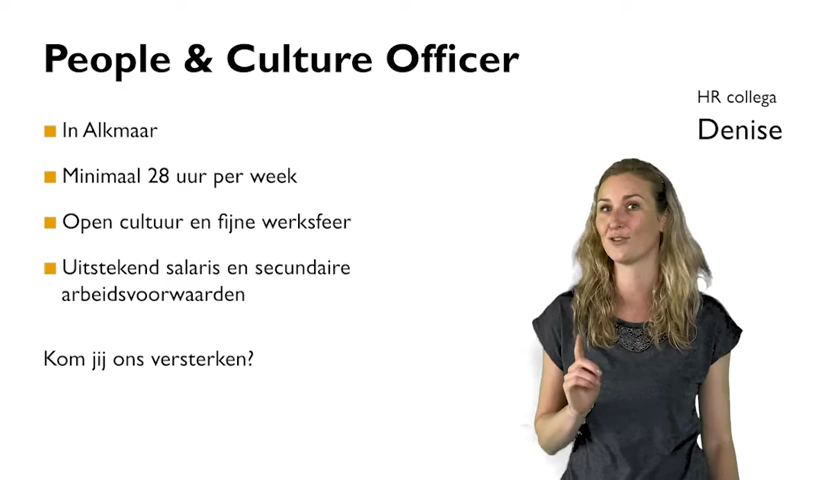 People & Culture Officer
HR collega
Denise
In Alkmaar
Minimaal 28 uur per week
Open cultuur en fijne werksfeer
Uitstekend salaris en secundaire
arbeidsvoorwaarden
Kom jij ons versterken?